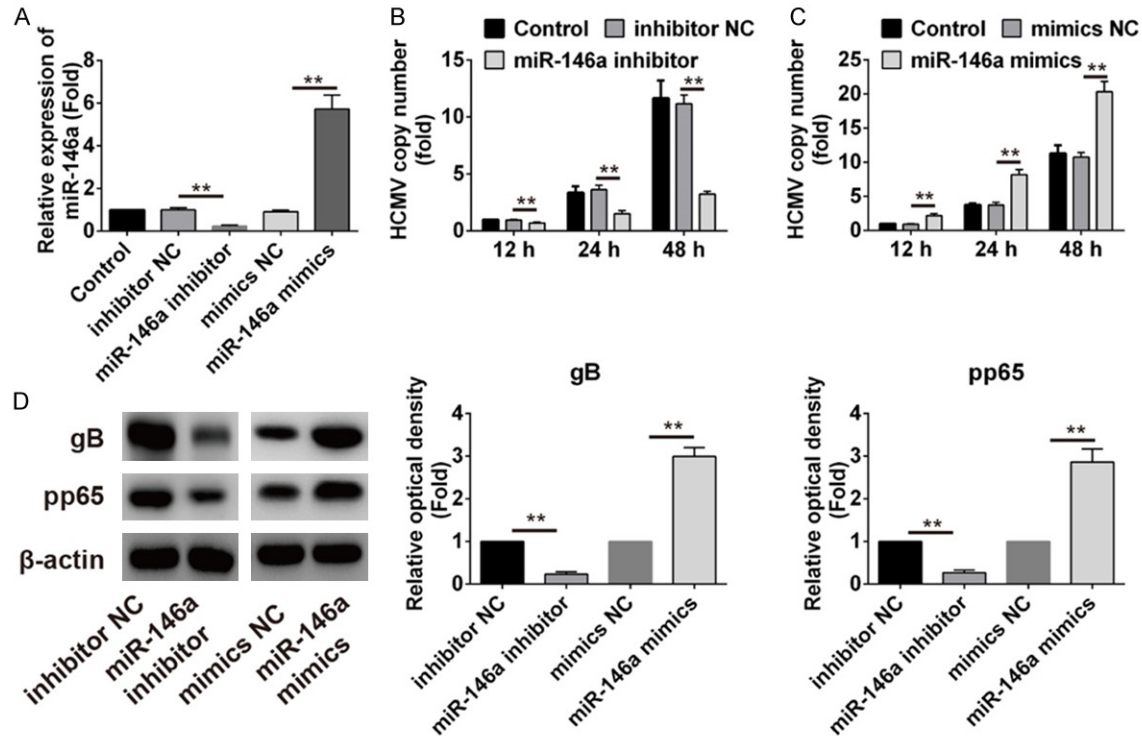 A
Relative expression of
miR-146a (Fold)
8
6
4
2
0
**
**
Control
inhibitor NC
miR-146a inhibitor
mimics NC
miR-146a mimics
B
Control
inhibitor NC
miR-146a inhibitor
HCMV copy number
(fold)
15
10
5
0
**
**
**
12 h
24 h
48 h
C
Control
mimics NC
miR-146a mimics
HCMV copy number
(fold)
25
20
15
10
5
0
**
**
**
12 h
24 h
48 h
D
gB
pp65
β-actin
inhibitor NC
miR-146a
inhibitor
mimics NC
miR-146a
mimics
gB
Relative optical density
(Fold)
4
3
2
1
0
**
**
inhibitor NC
miR-146a inhibitor
mimics NC
miR-146a mimics
pp65
Relative optical density
(Fold)
4
3
2
1
0
**
**
inhibitor NC
miR-146a inhibitor
mimics NC
miR-146a mimics